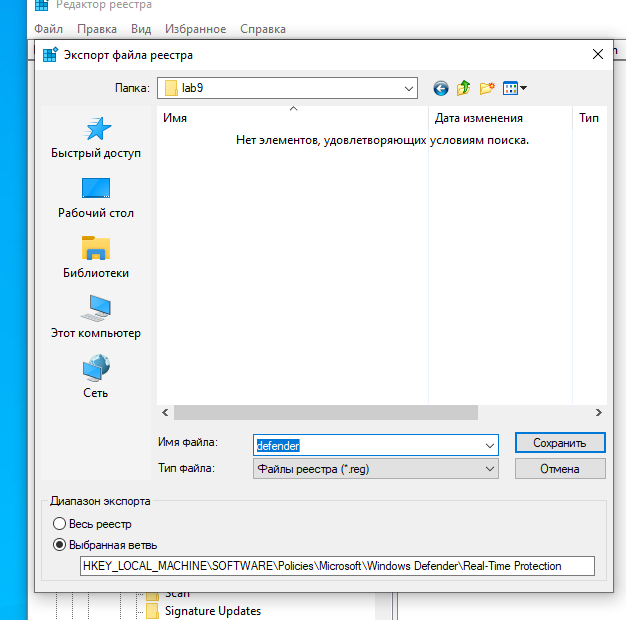 Редактор реестра
Файл Правка Вид Избранное Справка
Экспорт файла реестра
Папка: lab9
Имя Дата изменения Тип
Нет элементов, удовлетворяющих условиям поиска.
Быстрый доступ
Рабочий стол
Библиотеки
Этот компьютер
Сеть
Имя файла: defender Сохранить
Тип файла: Файлы реестра (*.reg) Отмена
Диапазон экспорта
Весь реестр
Выбранная ветвь
HKEY_LOCAL_MACHINE\SOFTWARE\Policies\Microsoft\Windows Defender\Real-Time Protection
Scan
Signature Updates